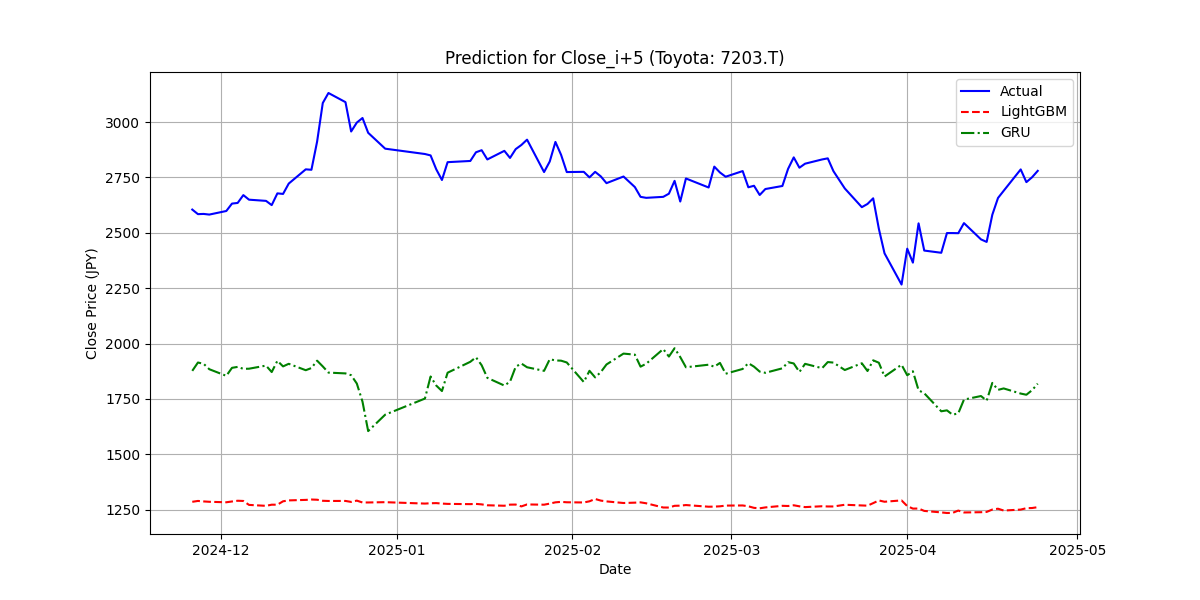 Prediction for Close_i+5 (Toyota: 7203.T)
Actual
LightGBM
GRU
Close Price (JPY)
3000
2750
2500
2250
2000
1750
1500
1250
2024-12 2025-01 2025-02 2025-03 2025-04 2025-05
Date